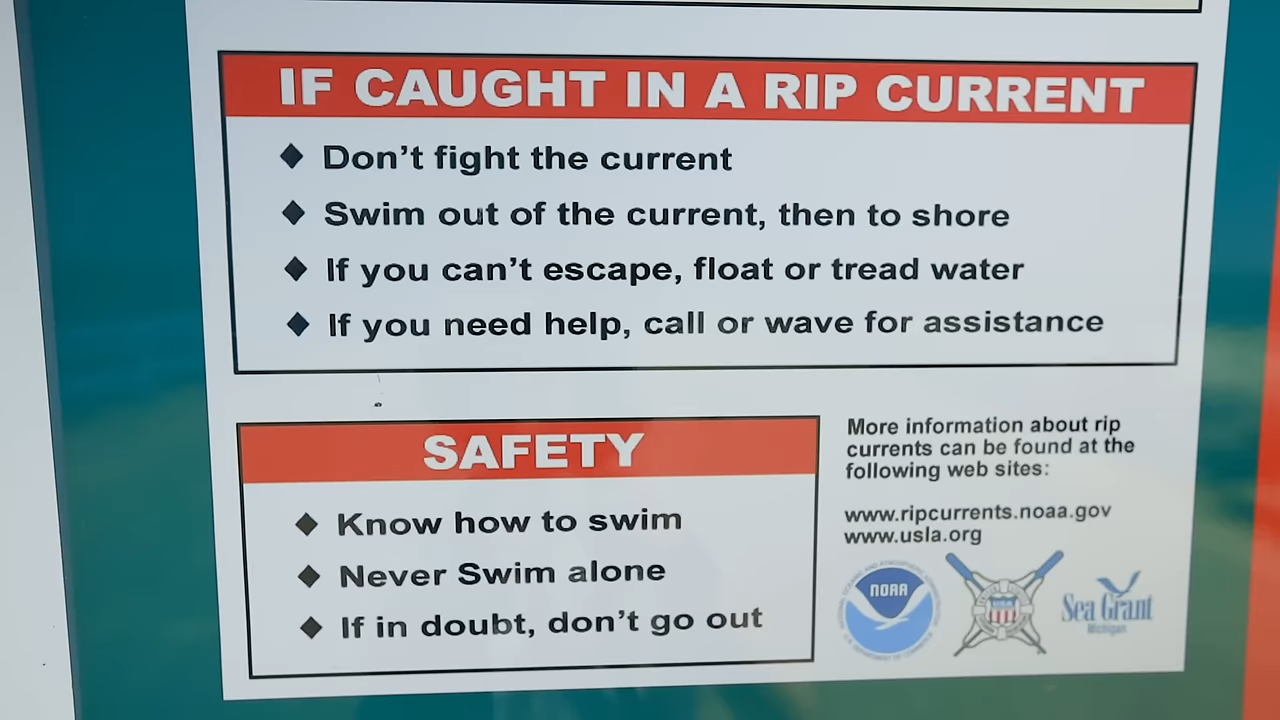 IF CAUGHT IN A RIP CURRENT
Don't fight the current
Swim out of the current, then to shore
If you can't escape, float or tread water
If you need help, call or wave for assistance
SAFETY
Know how to swim
Never Swim alone
If in doubt, don't go out
More information about rip
currents can be found at the
following web sites:
www.ripcurrents.noaa.gov
www.usla.org
NOAA
Sea Grant
Michigan